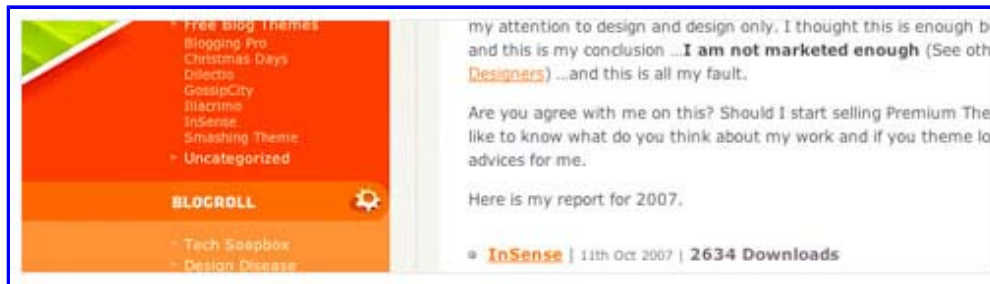 Free Blog Themes
Blogging Pro
Christmas Days
Dilectio
GossipCity
Illacrimo
InSense
Smashing Theme
Uncategorized
BLOGROLL
Tech Soapbox
Design Disease
my attention to design and design only. I thought this is enough b
and this is my conclusion ...I am not marketed enough (See oth
Designers) ...and this is all my fault.
Are you agree with me on this? Should I start selling Premium The
like to know what do you think about my work and if you theme lo
advices for me.
Here is my report for 2007.
InSense | 11th Oct 2007 | 2634 Downloads